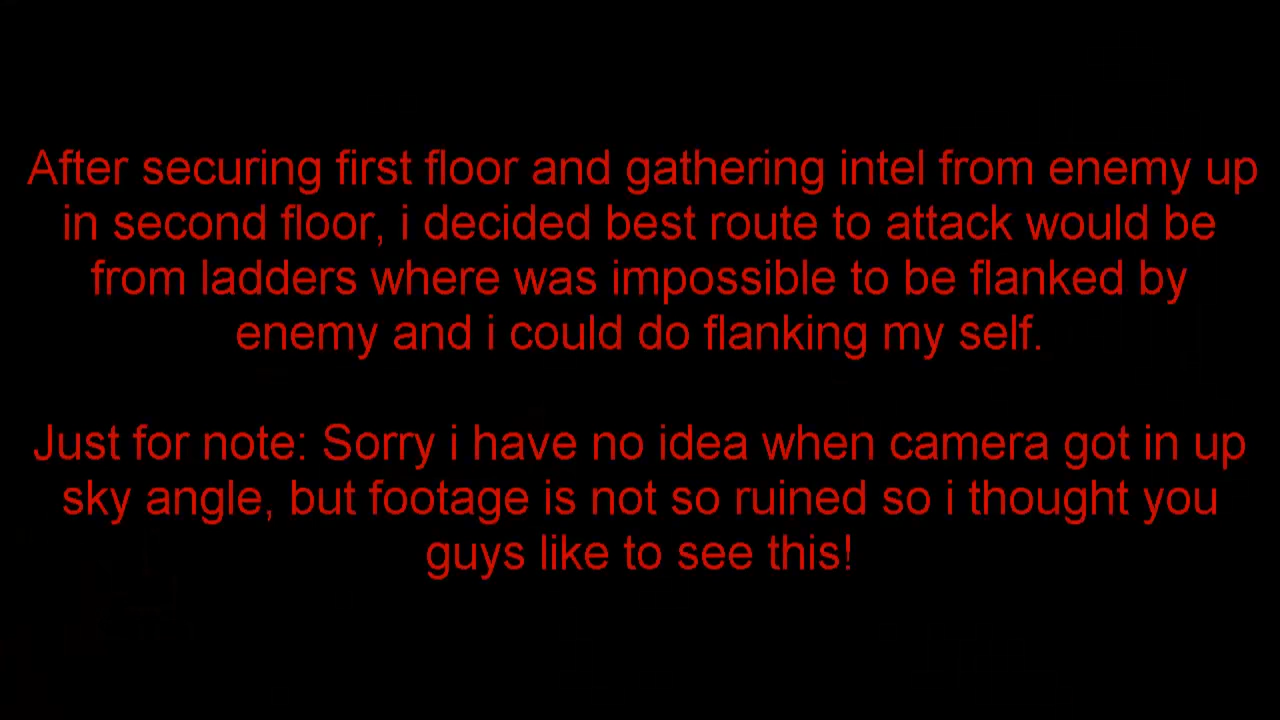 After securing first floor and gathering intel from enemy up
in second floor, i decided best route to attack would be
from ladders where was impossible to be flanked by
enemy and i could do flanking my self.
Just for note: Sorry i have no idea when camera got in up
sky angle, but footage is not so ruined so i thought you
guys like to see this!